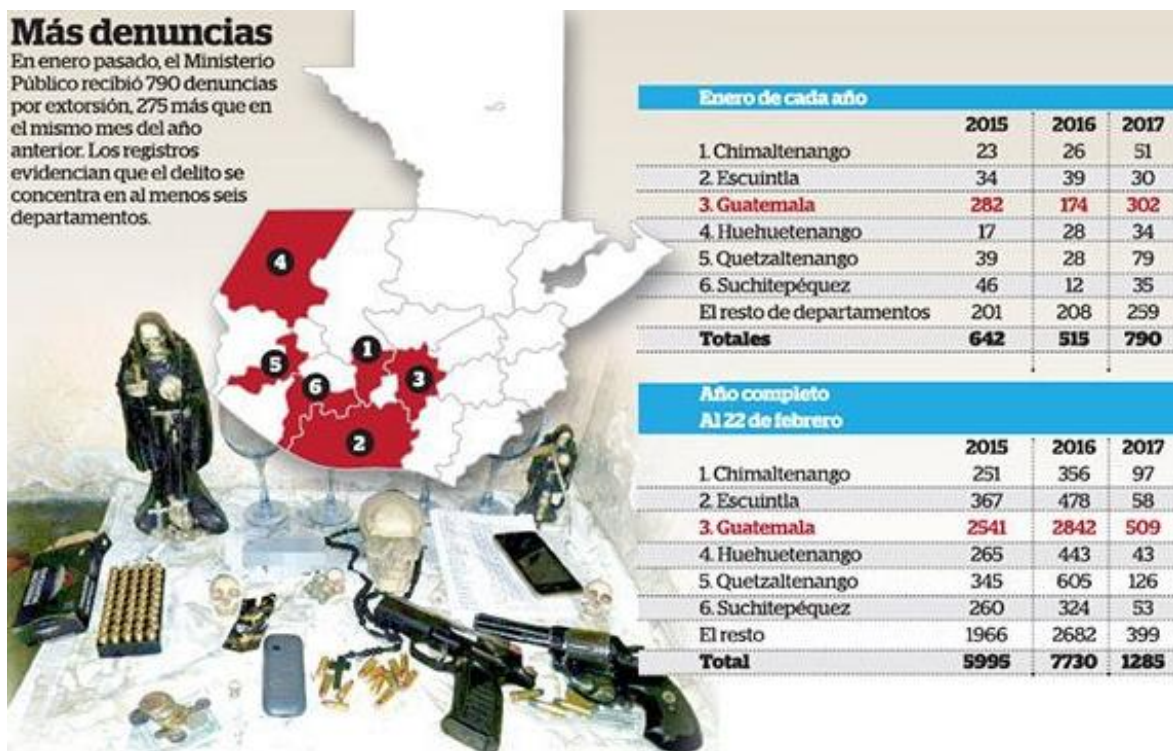 Más denuncias
En enero pasado, el Ministerio
Público recibió 790 denuncias
por extorsión, 275 más que en
el mismo mes del año
anterior. Los registros
evidencian que el delito se
concentra en al menos seis
departamentos.
4
1
5
3
6
2
Enero de cada año
2015 2016 2017
1. Chimaltenango 23 26 51
2. Escuintla 34 39 30
3. Guatemala 282 174 302
4. Huehuetenango 17 28 34
5. Quetzaltenango 39 28 79
6. Suchitepéquez 46 12 35
El resto de departamentos 201 208 259
Totales 642 515 790
Año completo
Al 22 de febrero
2015 2016 2017
1. Chimaltenango 251 356 97
2. Escuintla 367 478 58
3. Guatemala 2541 2842 509
4. Huehuetenango 265 443 43
5. Quetzaltenango 345 605 126
6. Suchitepéquez 260 324 53
El resto 1966 2682 399
Total 5995 7730 1285